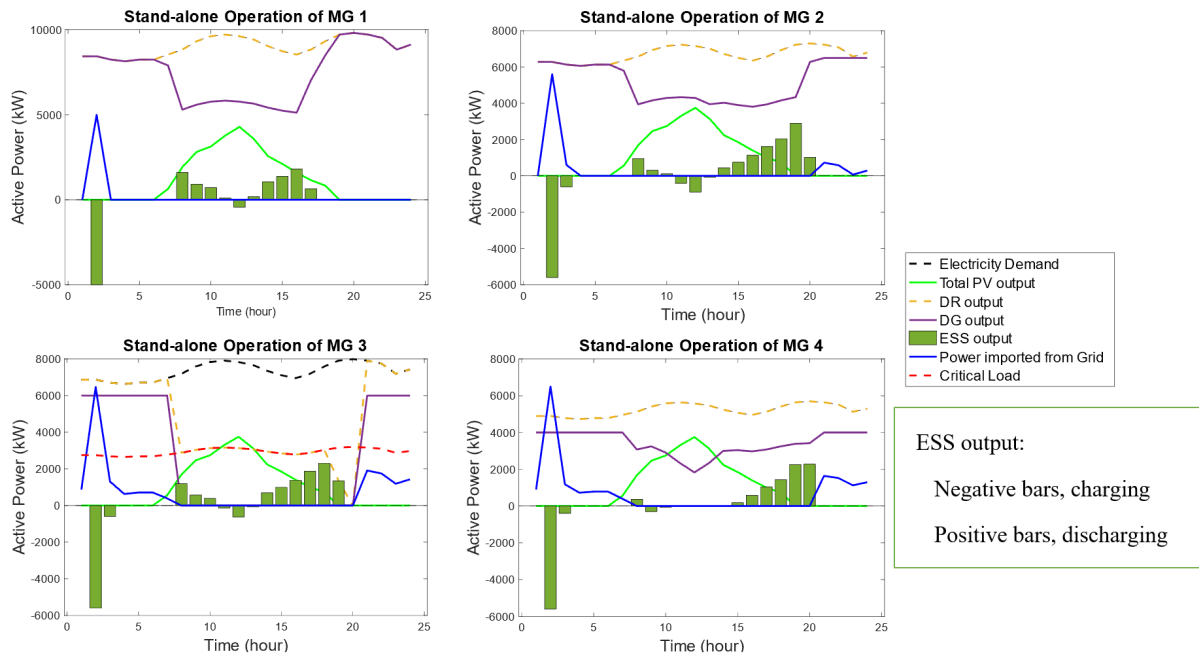 Stand-alone Operation of MG 1
10000
5000
0
-5000
0 5 10 15 20 25
Active Power (kW)
Time (hour)
Stand-alone Operation of MG 2
8000
6000
4000
2000
0
-2000
-4000
-6000
0 5 10 15 20 25
Active Power (kW)
Time (hour)
Stand-alone Operation of MG 3
8000
6000
4000
2000
0
-2000
-4000
-6000
0 5 10 15 20 25
Active Power (kW)
Time (hour)
Stand-alone Operation of MG 4
8000
6000
4000
2000
0
-2000
-4000
-6000
0 5 10 15 20 25
Active Power (kW)
Time (hour)
Electricity Demand
Total PV output
DR output
DG output
ESS output
Power imported from Grid
Critical Load
ESS output:
Negative bars, charging
Positive bars, discharging